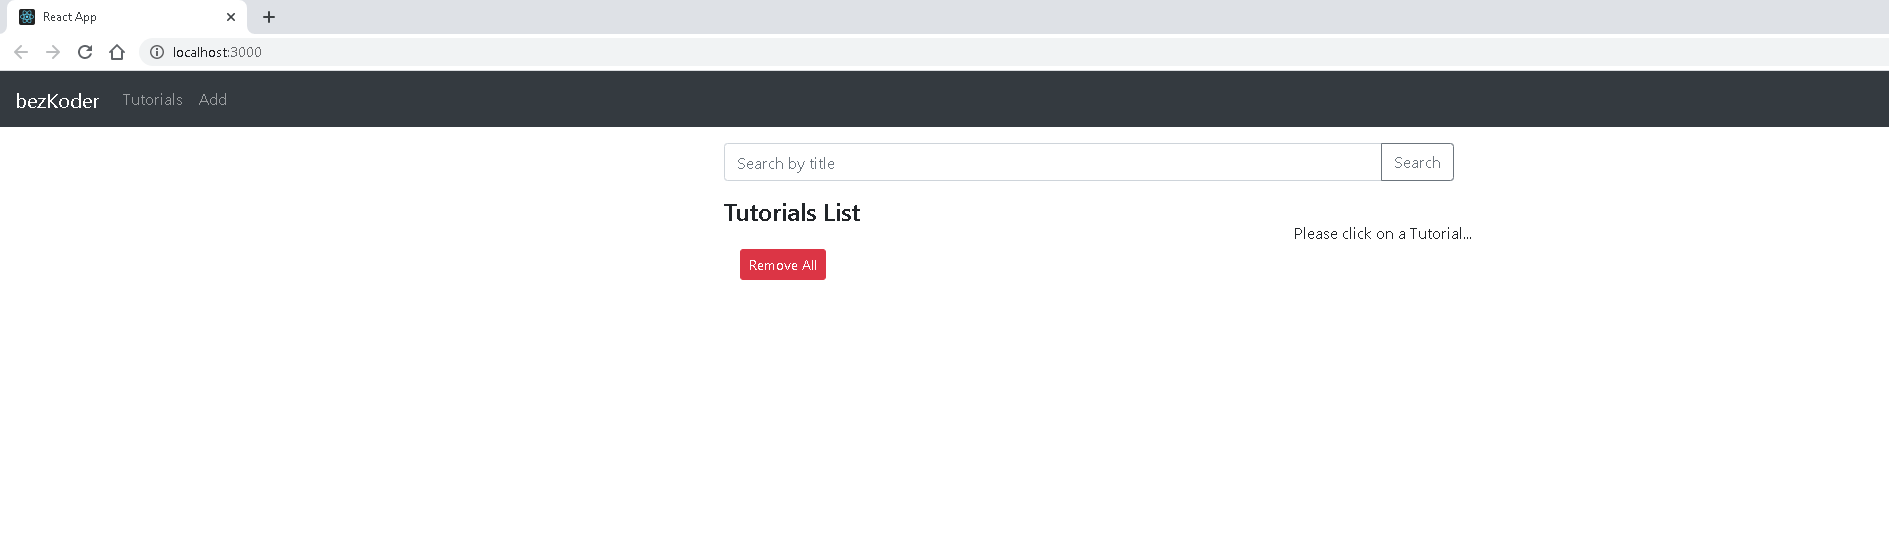 React App
localhost:3000
bezKoder Tutorials Add
Search by title Search
Tutorials List
Please click on a Tutorial...
Remove All